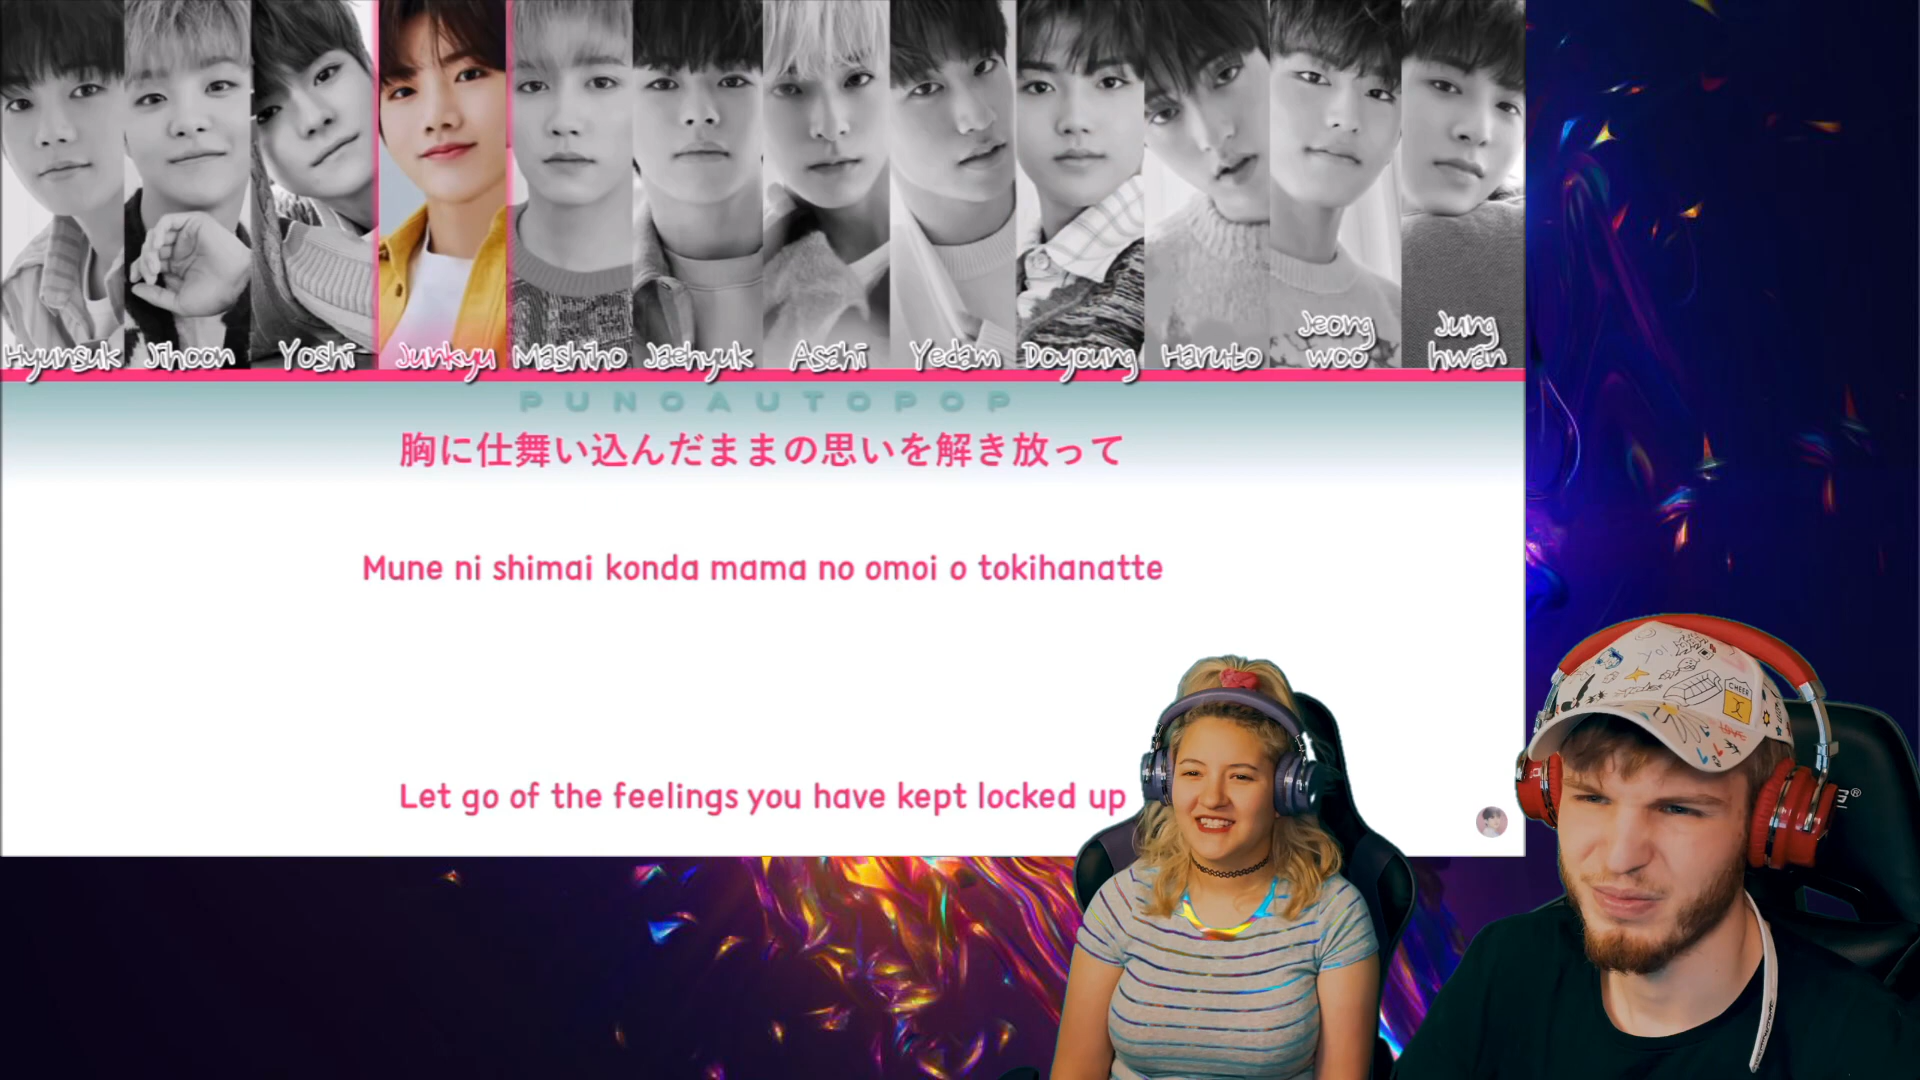 Hyunsuk Jihoon Yoshi Junkyu Mashiho Jaehyuk Asahi Yedam Doyoung Haruto Jeong woo Jung hwan
PUNOAUTOPOP
胸に仕舞い込んだままの思いを解き放って
Mune ni shimai konda mama no omoi o tokihanatte
Let go of the feelings you have kept locked up
CHEER